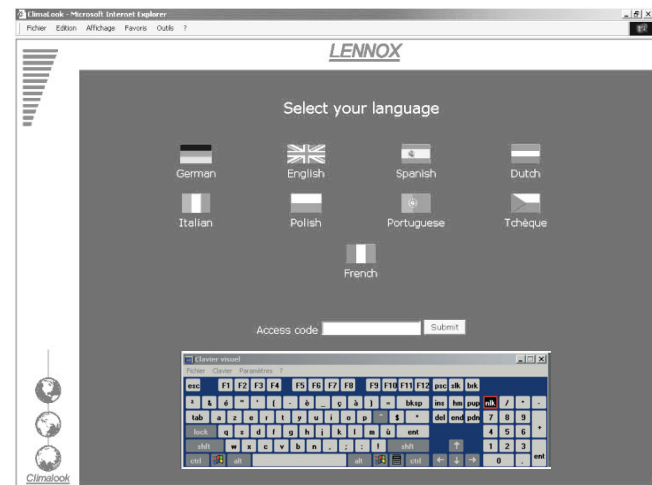 ClimaLook - Microsoft Internet Explorer
Fichier Edition Affichage Favoris Outils ?
LENNOX
Select your language
German English Spanish Dutch
Italian Polish Portuguese Tchèque
French
Access code Submit
Clavier visuel
Fichier Clavier Paramètres ?
esc F1 F2 F3 F4 F5 F6 F7 F8 F9 F10 F11 F12 psc slk brk
² & é " ' ( - è _ ç à ) = bksp ins hm pup nlk / * -
tab a z e r t y u i o p ^ $ * del end pdn 7 8 9 +
lock q s d f g h j k l m ù ent 4 5 6
shft w x c v b n , ; : ! shft ↑ 1 2 3 ent
ctrl alt alt ctrl ← ↓ → 0 .
Climalook